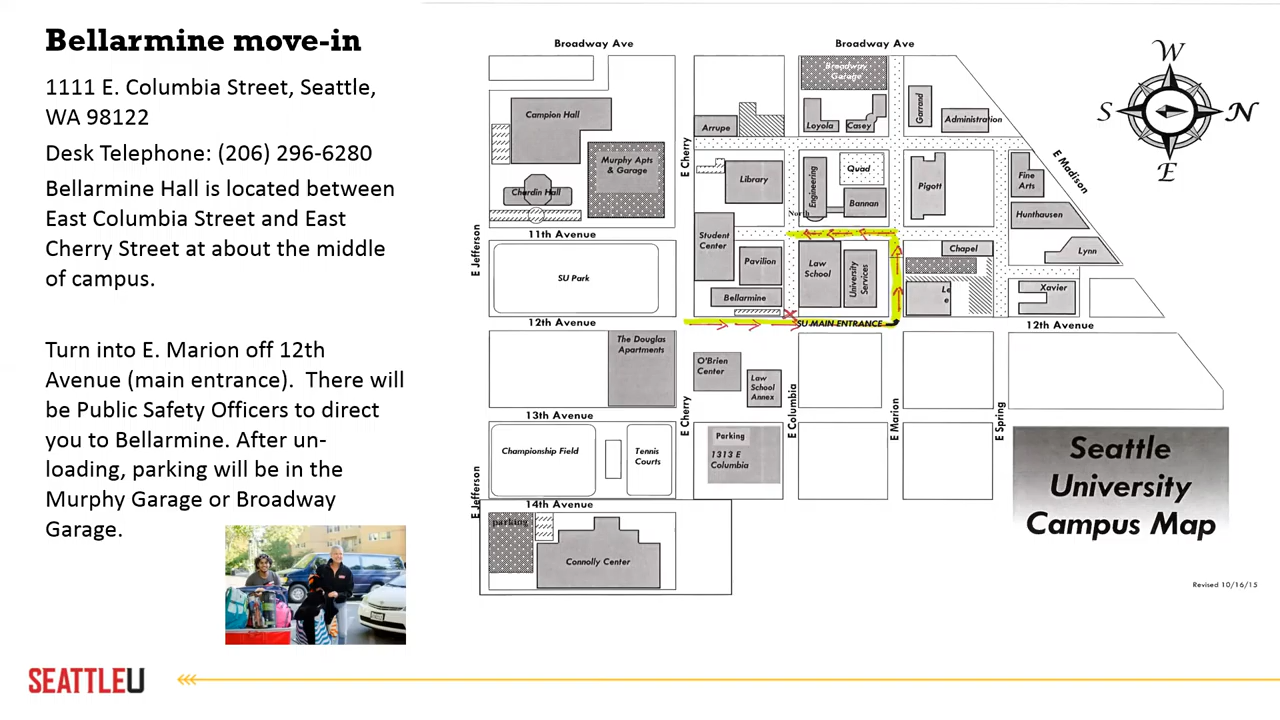 Bellarmine move-in
1111 E. Columbia Street, Seattle,
WA 98122
Desk Telephone: (206) 296-6280
Bellarmine Hall is located between
East Columbia Street and East
Cherry Street at about the middle
of campus.
Turn into E. Marion off 12th
Avenue (main entrance).  There will
be Public Safety Officers to direct
you to Bellarmine. After un-
loading, parking will be in the
Murphy Garage or Broadway
Garage.
Broadway Ave
Broadway Ave
Broadway
Garage
Campion Hall
Garrand
Arrupe
Loyola
Casey
Administration
E Cherry
Murphy Apts
& Garage
Library
Engineering
Quad
Bannan
Pigott
Fine
Arts
E Madison
Chardin Hall
North
Hunthausen
11th Avenue
E Jefferson
Student
Center
Pavilion
Law
School
University
Services
Chapel
Lynn
SU Park
Bellarmine
Le
e
Xavier
12th Avenue
SU MAIN ENTRANCE
12th Avenue
The Douglas
Apartments
O'Brien
Center
Law
School
Annex
13th Avenue
E Cherry
E Columbia
E Marion
E Spring
Championship Field
Tennis
Courts
Parking
1313 E
Columbia
E Jefferson
14th Avenue
parking
Connolly Center
W
S
N
E
Seattle
University
Campus Map
Revised 10/16/15
SEATTLEU